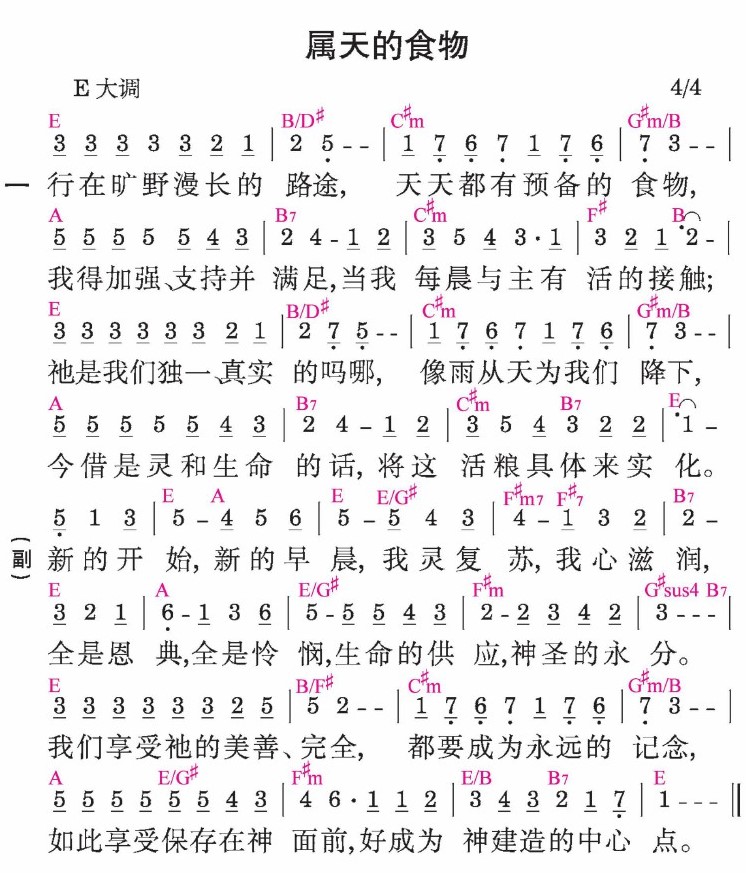 属天的食物
E 大调 4/4
E B/D♯ C♯m G♯m/B
3 3 3 3 3 2 1 | 2 5 - - | 1 7 6 7 1 7 6 | 7 3 - - |
一 行在旷野漫长的 路途, 天天都有预备的 食物,
A B7 C♯m F♯ B
5 5 5 5 5 4 3 | 2 4 - 1 2 | 3 5 4 3 · 1 | 3 2 1 2 - |
我得加强、支持并 满足,当我 每晨与主有 活的接触;
E B/D♯ C♯m G♯m/B
3 3 3 3 3 3 2 1 | 2 7 5 - - | 1 7 6 7 1 7 6 | 7 3 - - |
祂是我们独一、真实 的吗哪, 像雨从天为我们 降下,
A B7 C♯m B7 E
5 5 5 5 5 4 3 | 2 4 - 1 2 | 3 5 4 3 2 2 | 1 -
今借是灵和生命 的话, 将这 活粮具体来实 化。
E A E E/G♯ F♯m7 F♯7 B7
5 1 3 | 5 - 4 5 6 | 5 - 5 4 3 | 4 - 1 3 2 | 2 -
(副) 新的开 始, 新的早 晨, 我灵复 苏, 我心滋 润,
E A E/G♯ F♯m G♯sus4 B7
3 2 1 | 6 - 1 3 6 | 5 - 5 5 4 3 | 2 - 2 3 4 2 | 3 - - - |
全是恩 典,全是怜 悯,生命的供 应,神圣的永 分。
E B/F♯ C♯m G♯m/B
3 3 3 3 3 3 2 5 | 5 2 - - | 1 7 6 7 1 7 6 | 7 3 - - |
我们享受祂的美善、完全, 都要成为永远的 记念,
A E/G♯ F♯m E/B B7 E
5 5 5 5 5 5 4 3 | 4 6 · 1 1 2 | 3 4 3 2 1 7 | 1 - - - ‖
如此享受保存在神 面前,好成为 神建造的中心 点。